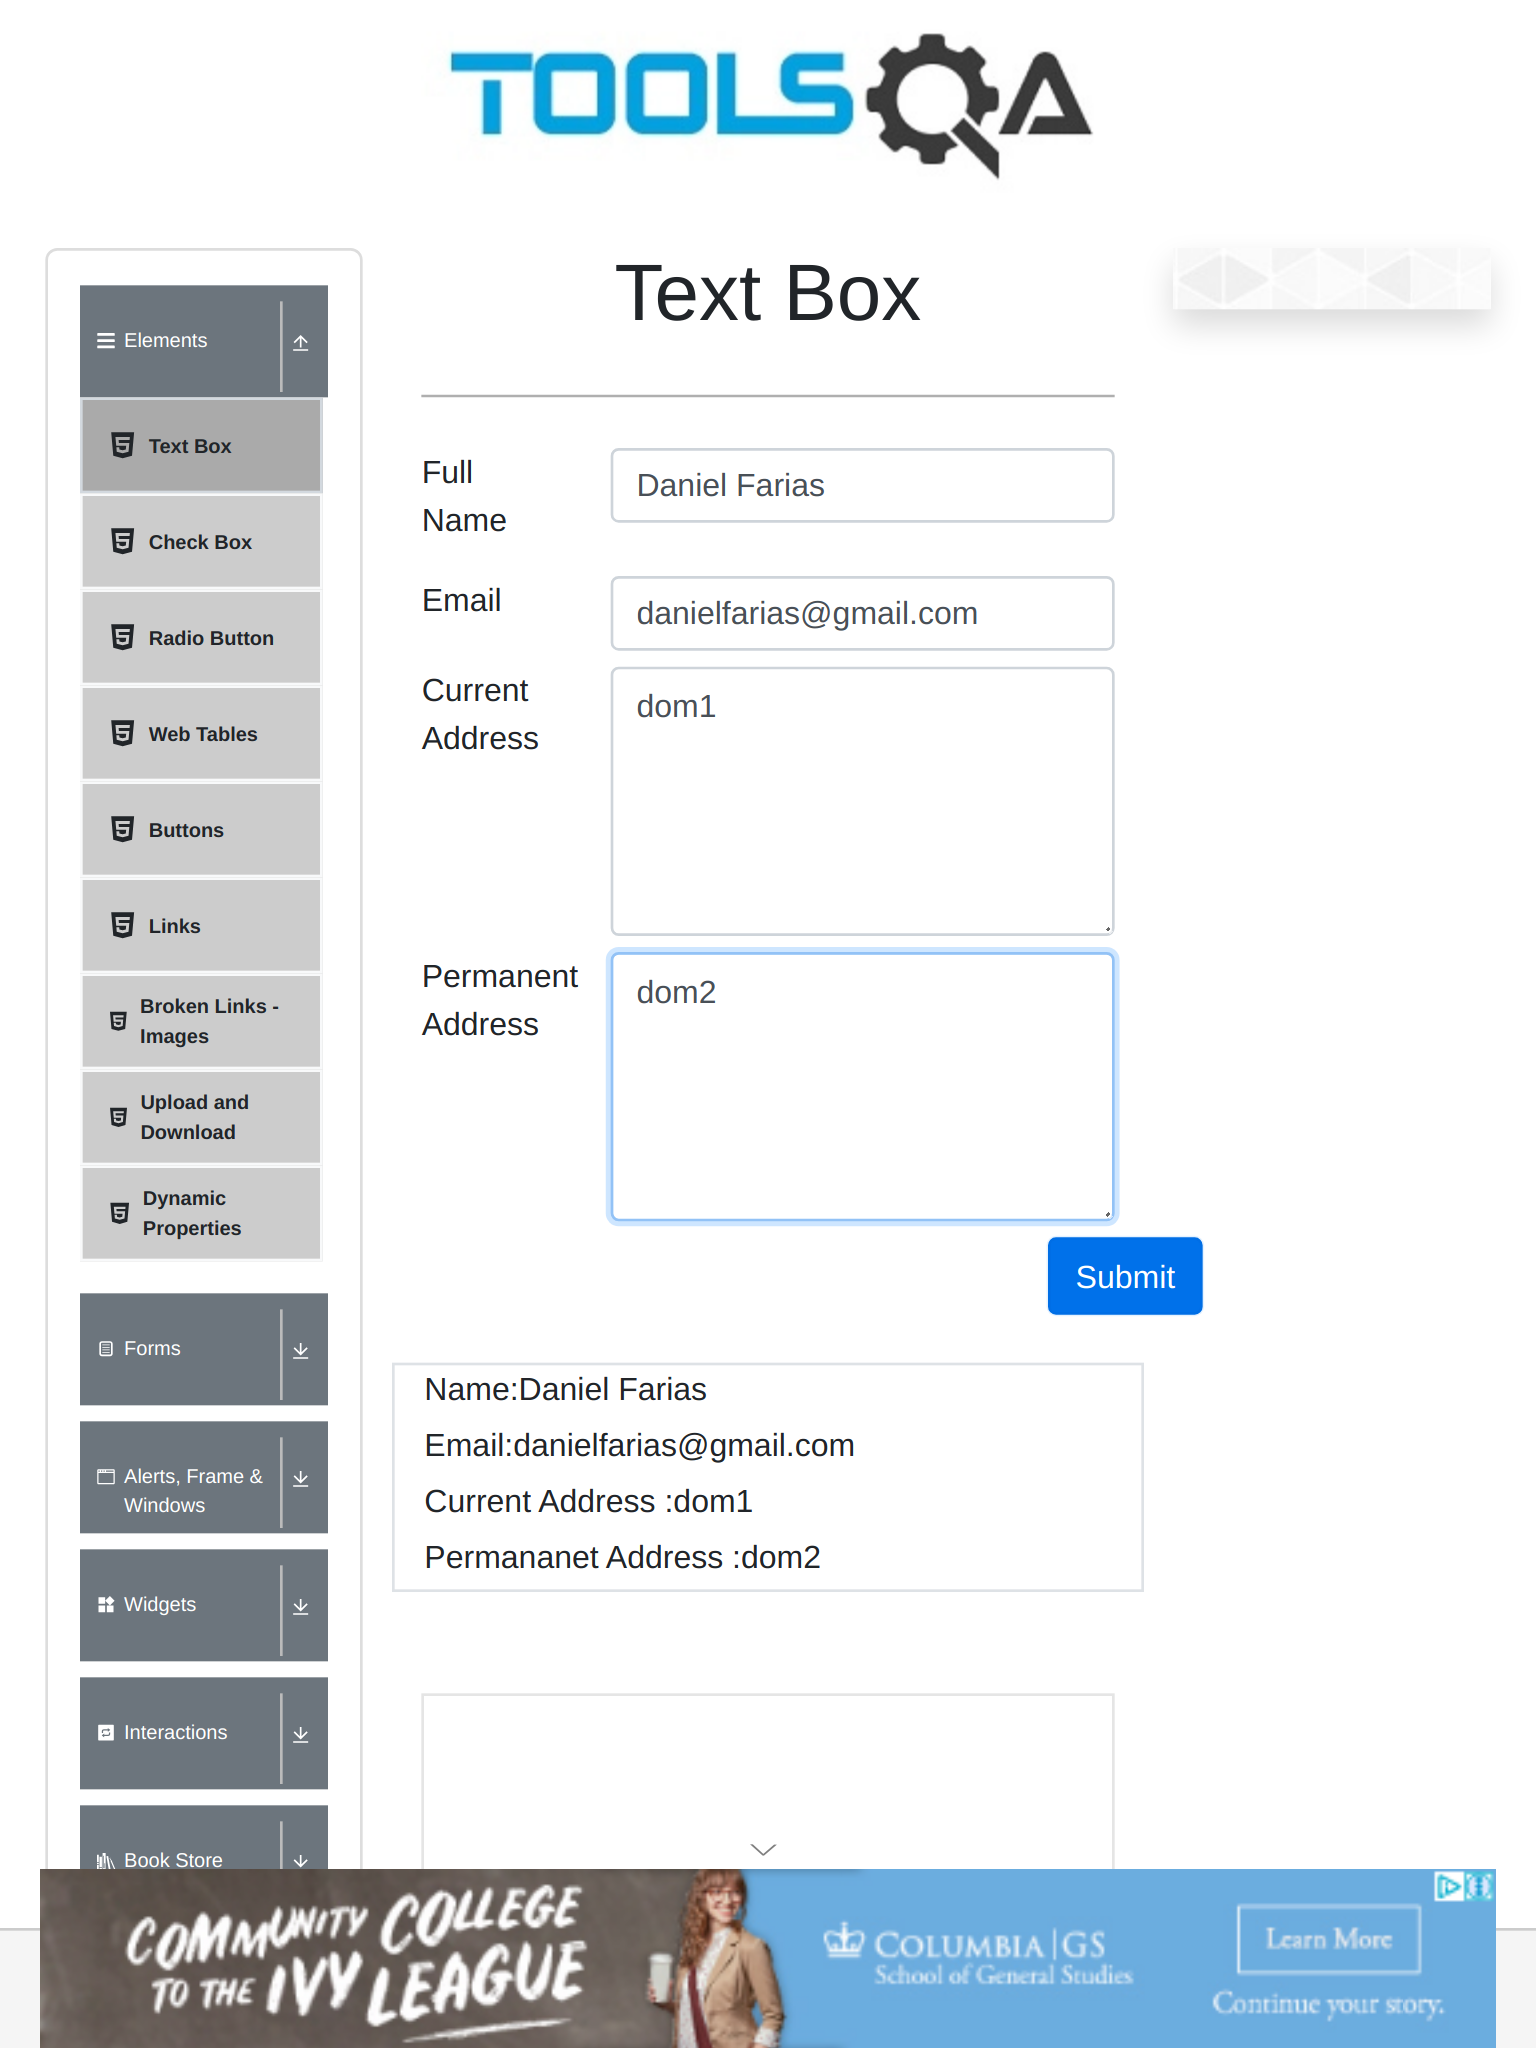 TOOLSQA
Text Box
Elements
Text Box
Check Box
Radio Button
Web Tables
Buttons
Links
Broken Links -
Images
Upload and
Download
Dynamic
Properties
Forms
Alerts, Frame &
Windows
Widgets
Interactions
Book Store
Full
Name
Daniel Farias
Email
danielfarias@gmail.com
Current
Address
dom1
Permanent
Address
dom2
Submit
Name:Daniel Farias
Email:danielfarias@gmail.com
Current Address :dom1
Permananet Address :dom2
COMMUNITY COLLEGE
TO THE IVY LEAGUE
COLUMBIA|GS
School of General Studies
Learn More
Continue your story.